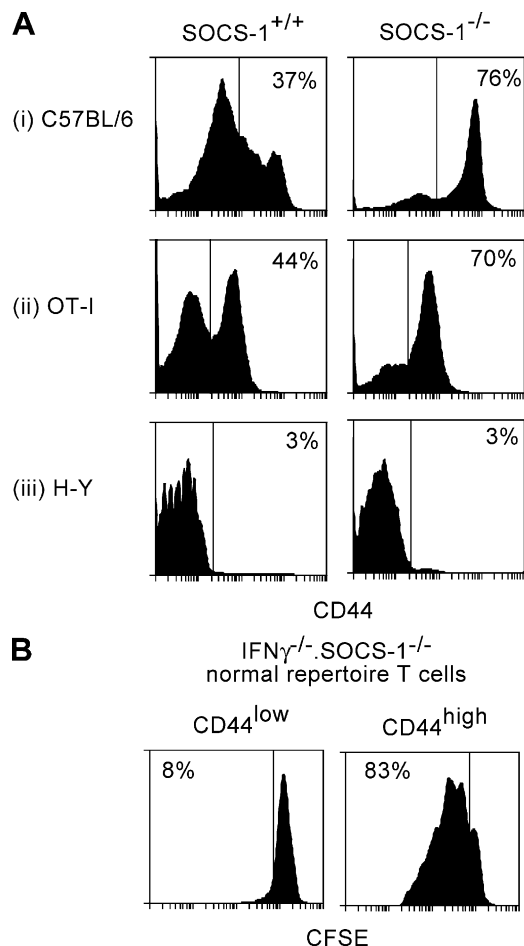 A
SOCS-1+/+ SOCS-1-/-
(i) C57BL/6
37% 76%
(ii) OT-I
44% 70%
(iii) H-Y
3% 3%
CD44
B
IFNγ-/-.SOCS-1-/-
normal repertoire T cells
CD44low CD44high
8% 83%
CFSE